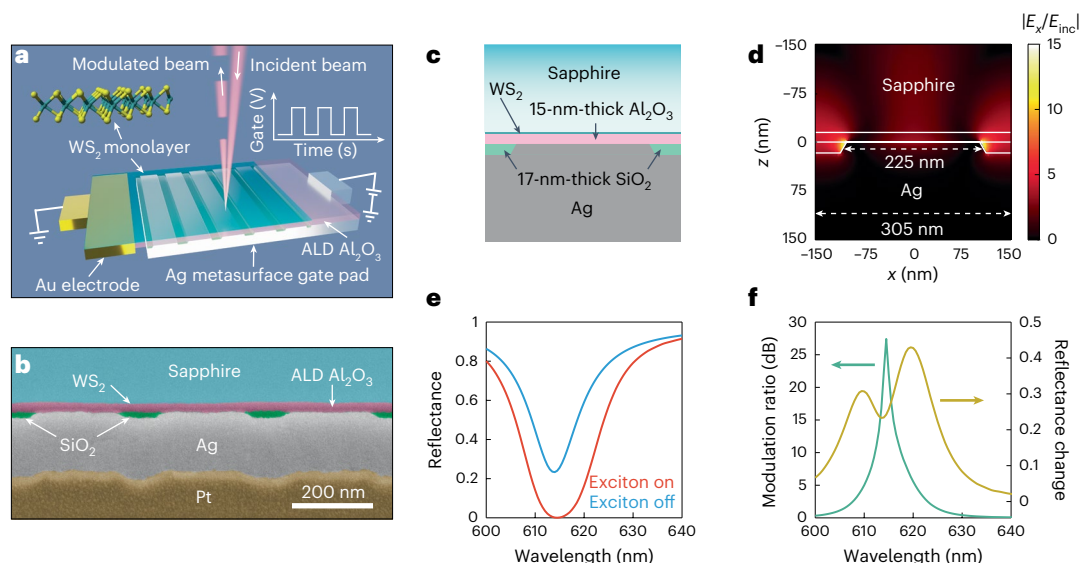 a
Modulated beam
Incident beam
Gate (V)
Time (s)
WS2 monolayer
ALD Al2O3
Ag metasurface gate pad
Au electrode
b
Sapphire
WS2
ALD Al2O3
SiO2
Ag
Pt
200 nm
c
Sapphire
WS2
15-nm-thick Al2O3
17-nm-thick SiO2
Ag
d
|Ex/Einc|
−150
−75
0
75
150
z (nm)
Sapphire
225 nm
Ag
305 nm
−150 −75 0 75 150
x (nm)
15
10
5
0
e
1
0.8
0.6
0.4
0.2
0
Reflectance
Exciton on
Exciton off
600 610 620 630 640
Wavelength (nm)
f
30
25
20
15
10
5
0
Modulation ratio (dB)
0.5
0.4
0.3
0.2
0.1
0
Reflectance change
600 610 620 630 640
Wavelength (nm)